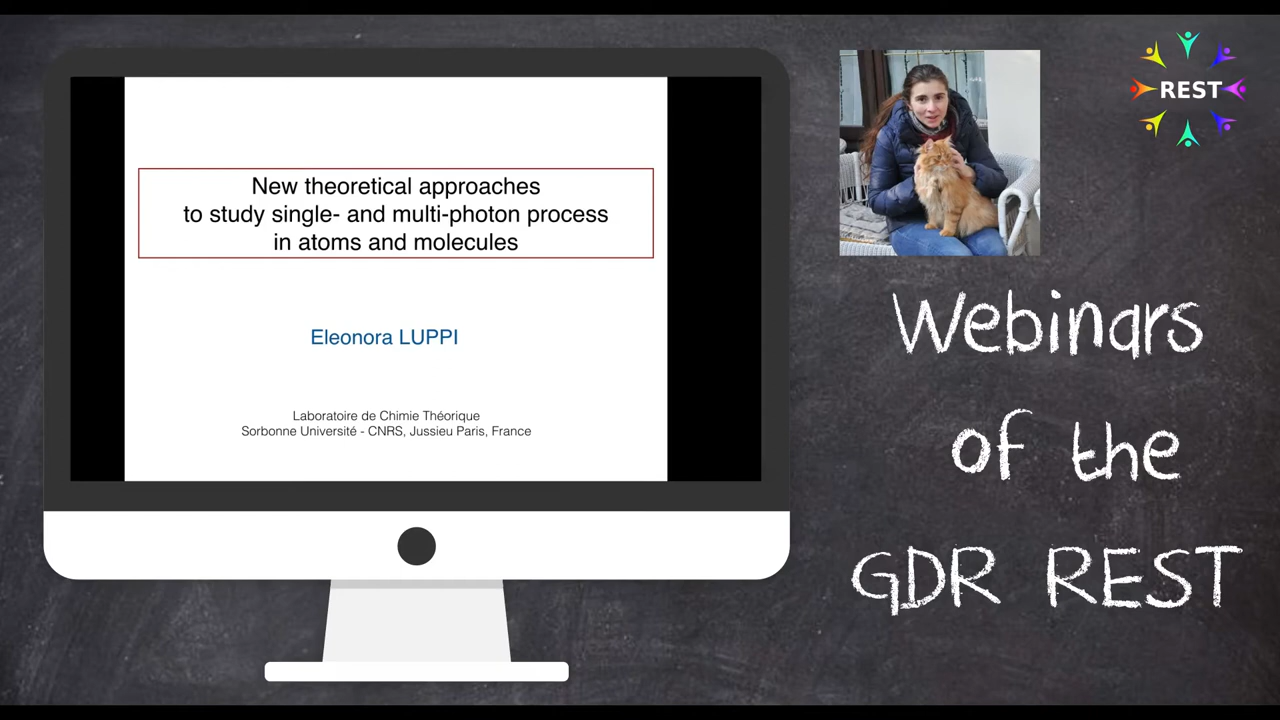 New theoretical approaches
to study single- and multi-photon process
in atoms and molecules
Eleonora LUPPI
Laboratoire de Chimie Théorique
Sorbonne Université - CNRS, Jussieu Paris, France
REST
Webinars
of the
GDR REST